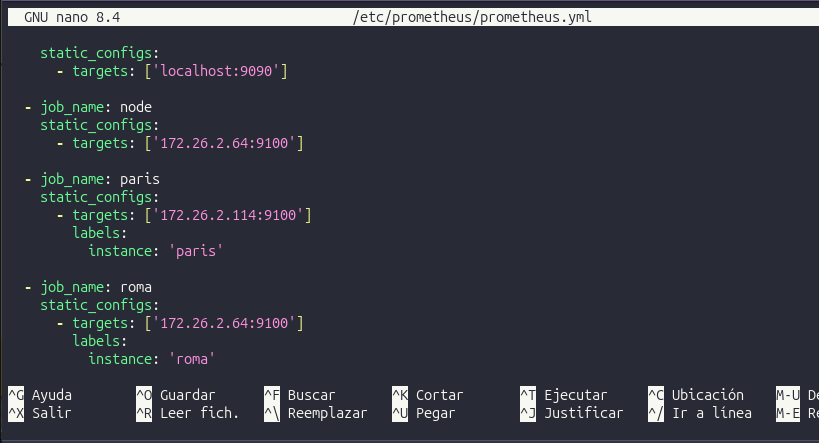 GNU nano 8.4 /etc/prometheus/prometheus.yml
static_configs:
- targets: ['localhost:9090']
- job_name: node
static_configs:
- targets: ['172.26.2.64:9100']
- job_name: paris
static_configs:
- targets: ['172.26.2.114:9100']
labels:
instance: 'paris'
- job_name: roma
static_configs:
- targets: ['172.26.2.64:9100']
labels:
instance: 'roma'
^G Ayuda ^O Guardar ^F Buscar ^K Cortar ^T Ejecutar ^C Ubicación M-U
^X Salir ^R Leer fich. ^\ Reemplazar ^U Pegar ^J Justificar ^/ Ir a línea M-E